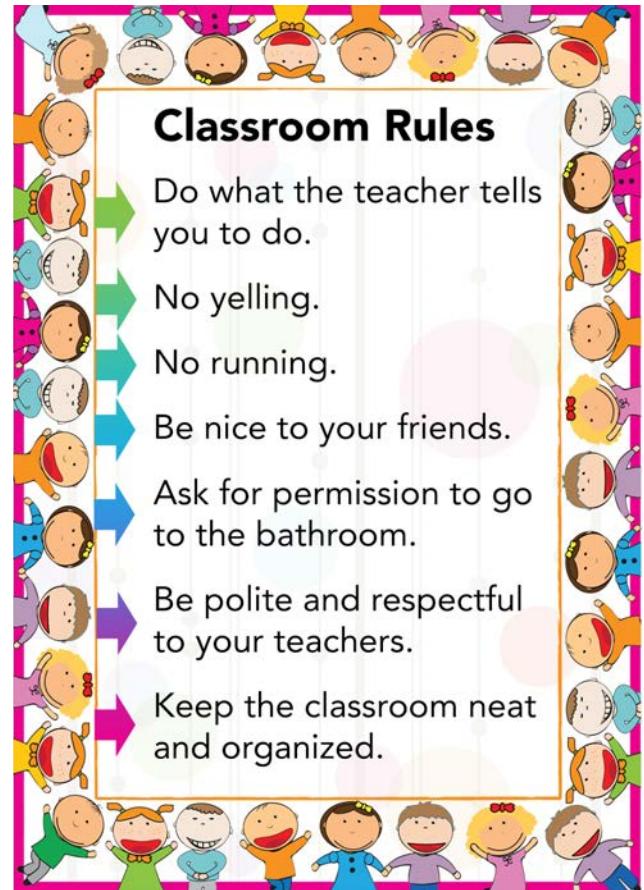 Classroom Rules
Do what the teacher tells
you to do.
No yelling.
No running.
Be nice to your friends.
Ask for permission to go
to the bathroom.
Be polite and respectful
to your teachers.
Keep the classroom neat
and organized.